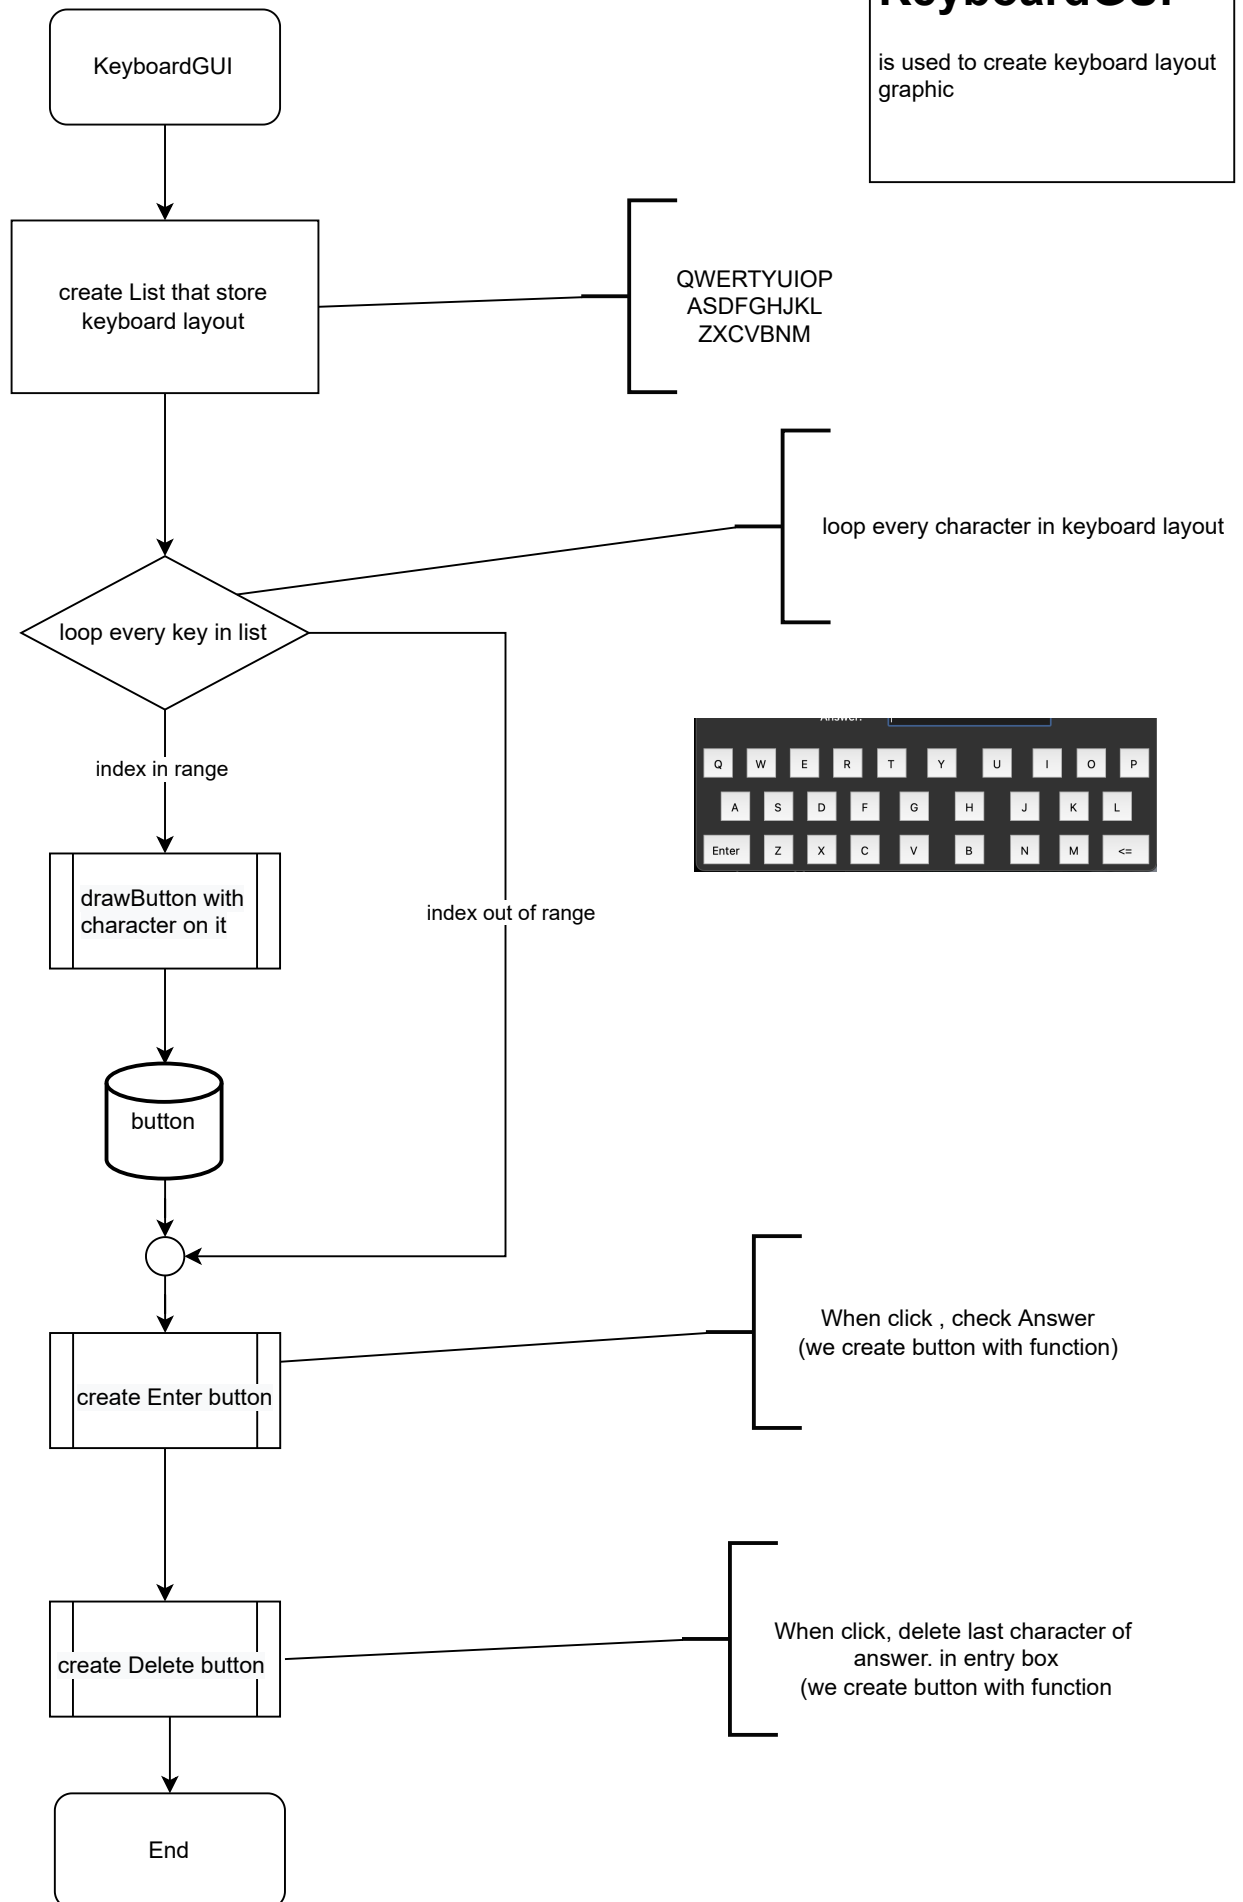 KeyboardGUI
is used to create keyboard layout
graphic
KeyboardGUI
create List that store
keyboard layout
QWERTYUIOP
ASDFGHJKL
ZXCVBNM
loop every character in keyboard layout
loop every key in list
index in range
Answer:
Q W E R T Y U I O P
A S D F G H J K L
Enter Z X C V B N M <=
drawButton with
character on it
index out of range
button
When click , check Answer
(we create button with function)
create Enter button
When click, delete last character of
answer. in entry box
(we create button with function
create Delete button
End